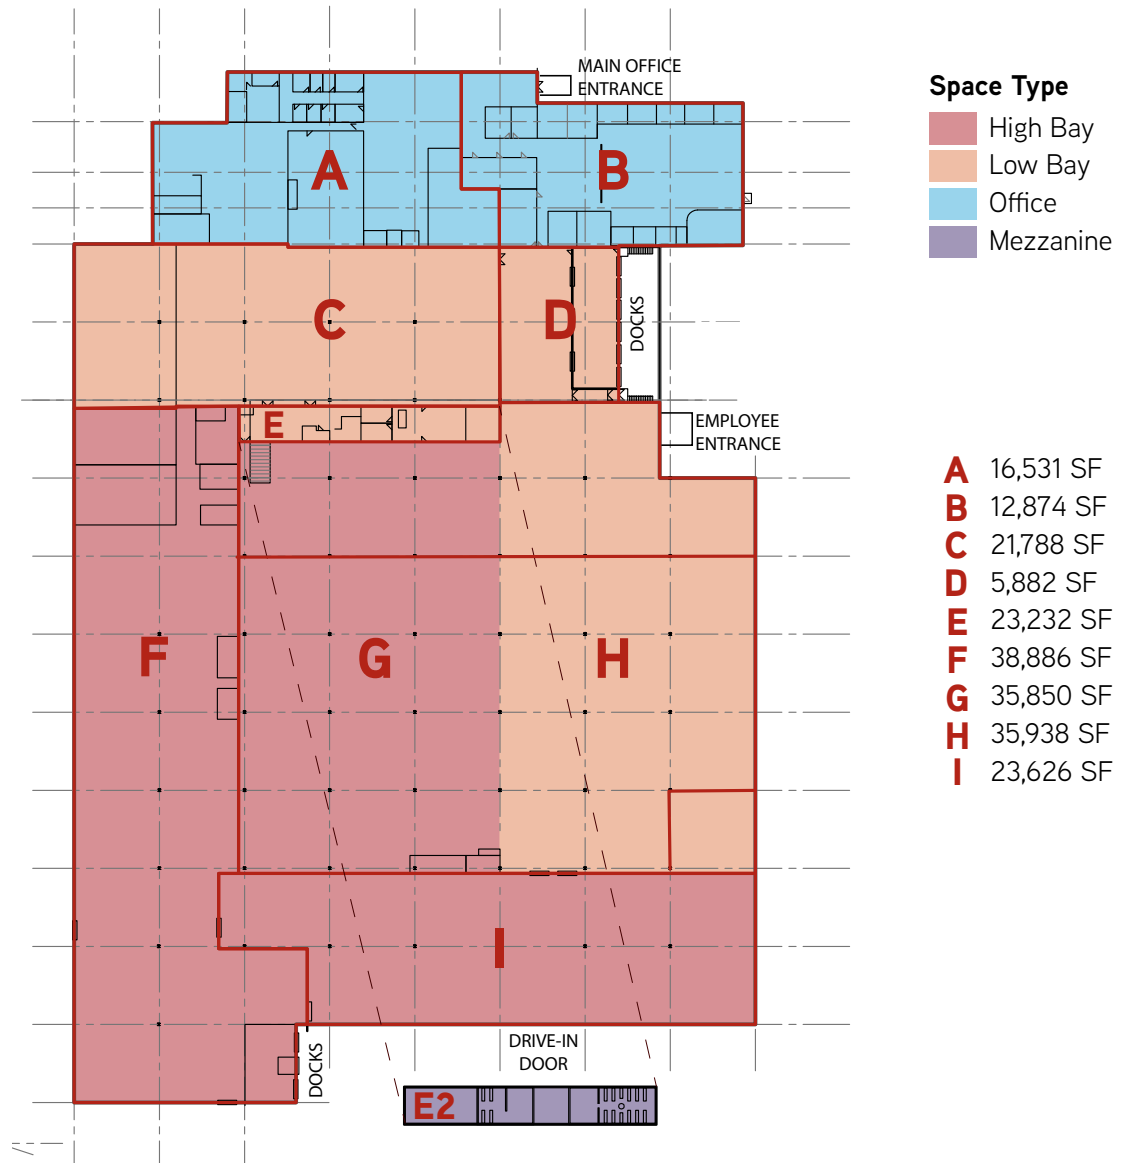 MAIN OFFICE
ENTRANCE
A
B
C
D
DOCKS
E
EMPLOYEE
ENTRANCE
F
G
H
I
DRIVE-IN
DOOR
DOCKS
E2
Space Type
High Bay
Low Bay
Office
Mezzanine
A 16,531 SF
B 12,874 SF
C 21,788 SF
D 5,882 SF
E 23,232 SF
F 38,886 SF
G 35,850 SF
H 35,938 SF
I 23,626 SF